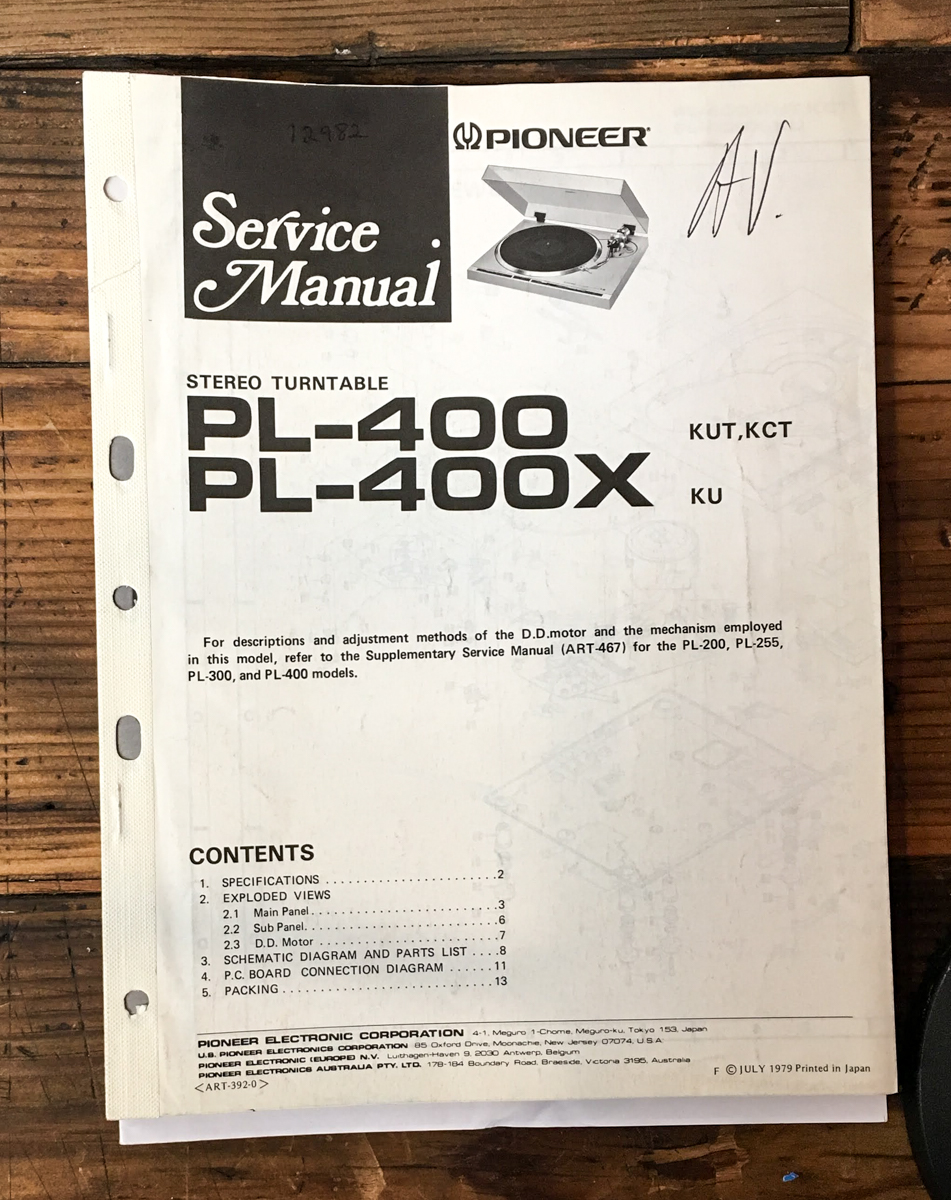 12982
PIONEER®
AV.
Service
Manual
STEREO TURNTABLE
PL-400 KUT,KCT
PL-400X KU
For descriptions and adjustment methods of the D.D.motor and the mechanism employed
in this model, refer to the Supplementary Service Manual (ART-467) for the PL-200, PL-255,
PL-300, and PL-400 models.
CONTENTS
1. SPECIFICATIONS . . . . . . . . . . . . . . . . . . . . . . .2
2. EXPLODED VIEWS
2.1 Main Panel. . . . . . . . . . . . . . . . . . . . . . . . .3
2.2 Sub Panel. . . . . . . . . . . . . . . . . . . . . . . . . .6
2.3 D.D. Motor . . . . . . . . . . . . . . . . . . . . . . . .7
3. SCHEMATIC DIAGRAM AND PARTS LIST . . . .8
4. P.C. BOARD CONNECTION DIAGRAM . . . . . .11
5. PACKING . . . . . . . . . . . . . . . . . . . . . . . . . . .13
PIONEER ELECTRONIC CORPORATION 4-1, Meguro 1-Chome, Meguro-ku, Tokyo 153, Japan
U.S. PIONEER ELECTRONICS CORPORATION 85 Oxford Drive, Moonachie, New Jersey 07074, U.S.A.
PIONEER ELECTRONIC (EUROPE) N.V. Luithagen-Haven 9, 2030 Antwerp, Belgium
PIONEER ELECTRONICS AUSTRALIA PTY. LTD. 178-184 Boundary Road, Braeside, Victoria 3195, Australia
<ART-392-0> F © JULY 1979 Printed in Japan